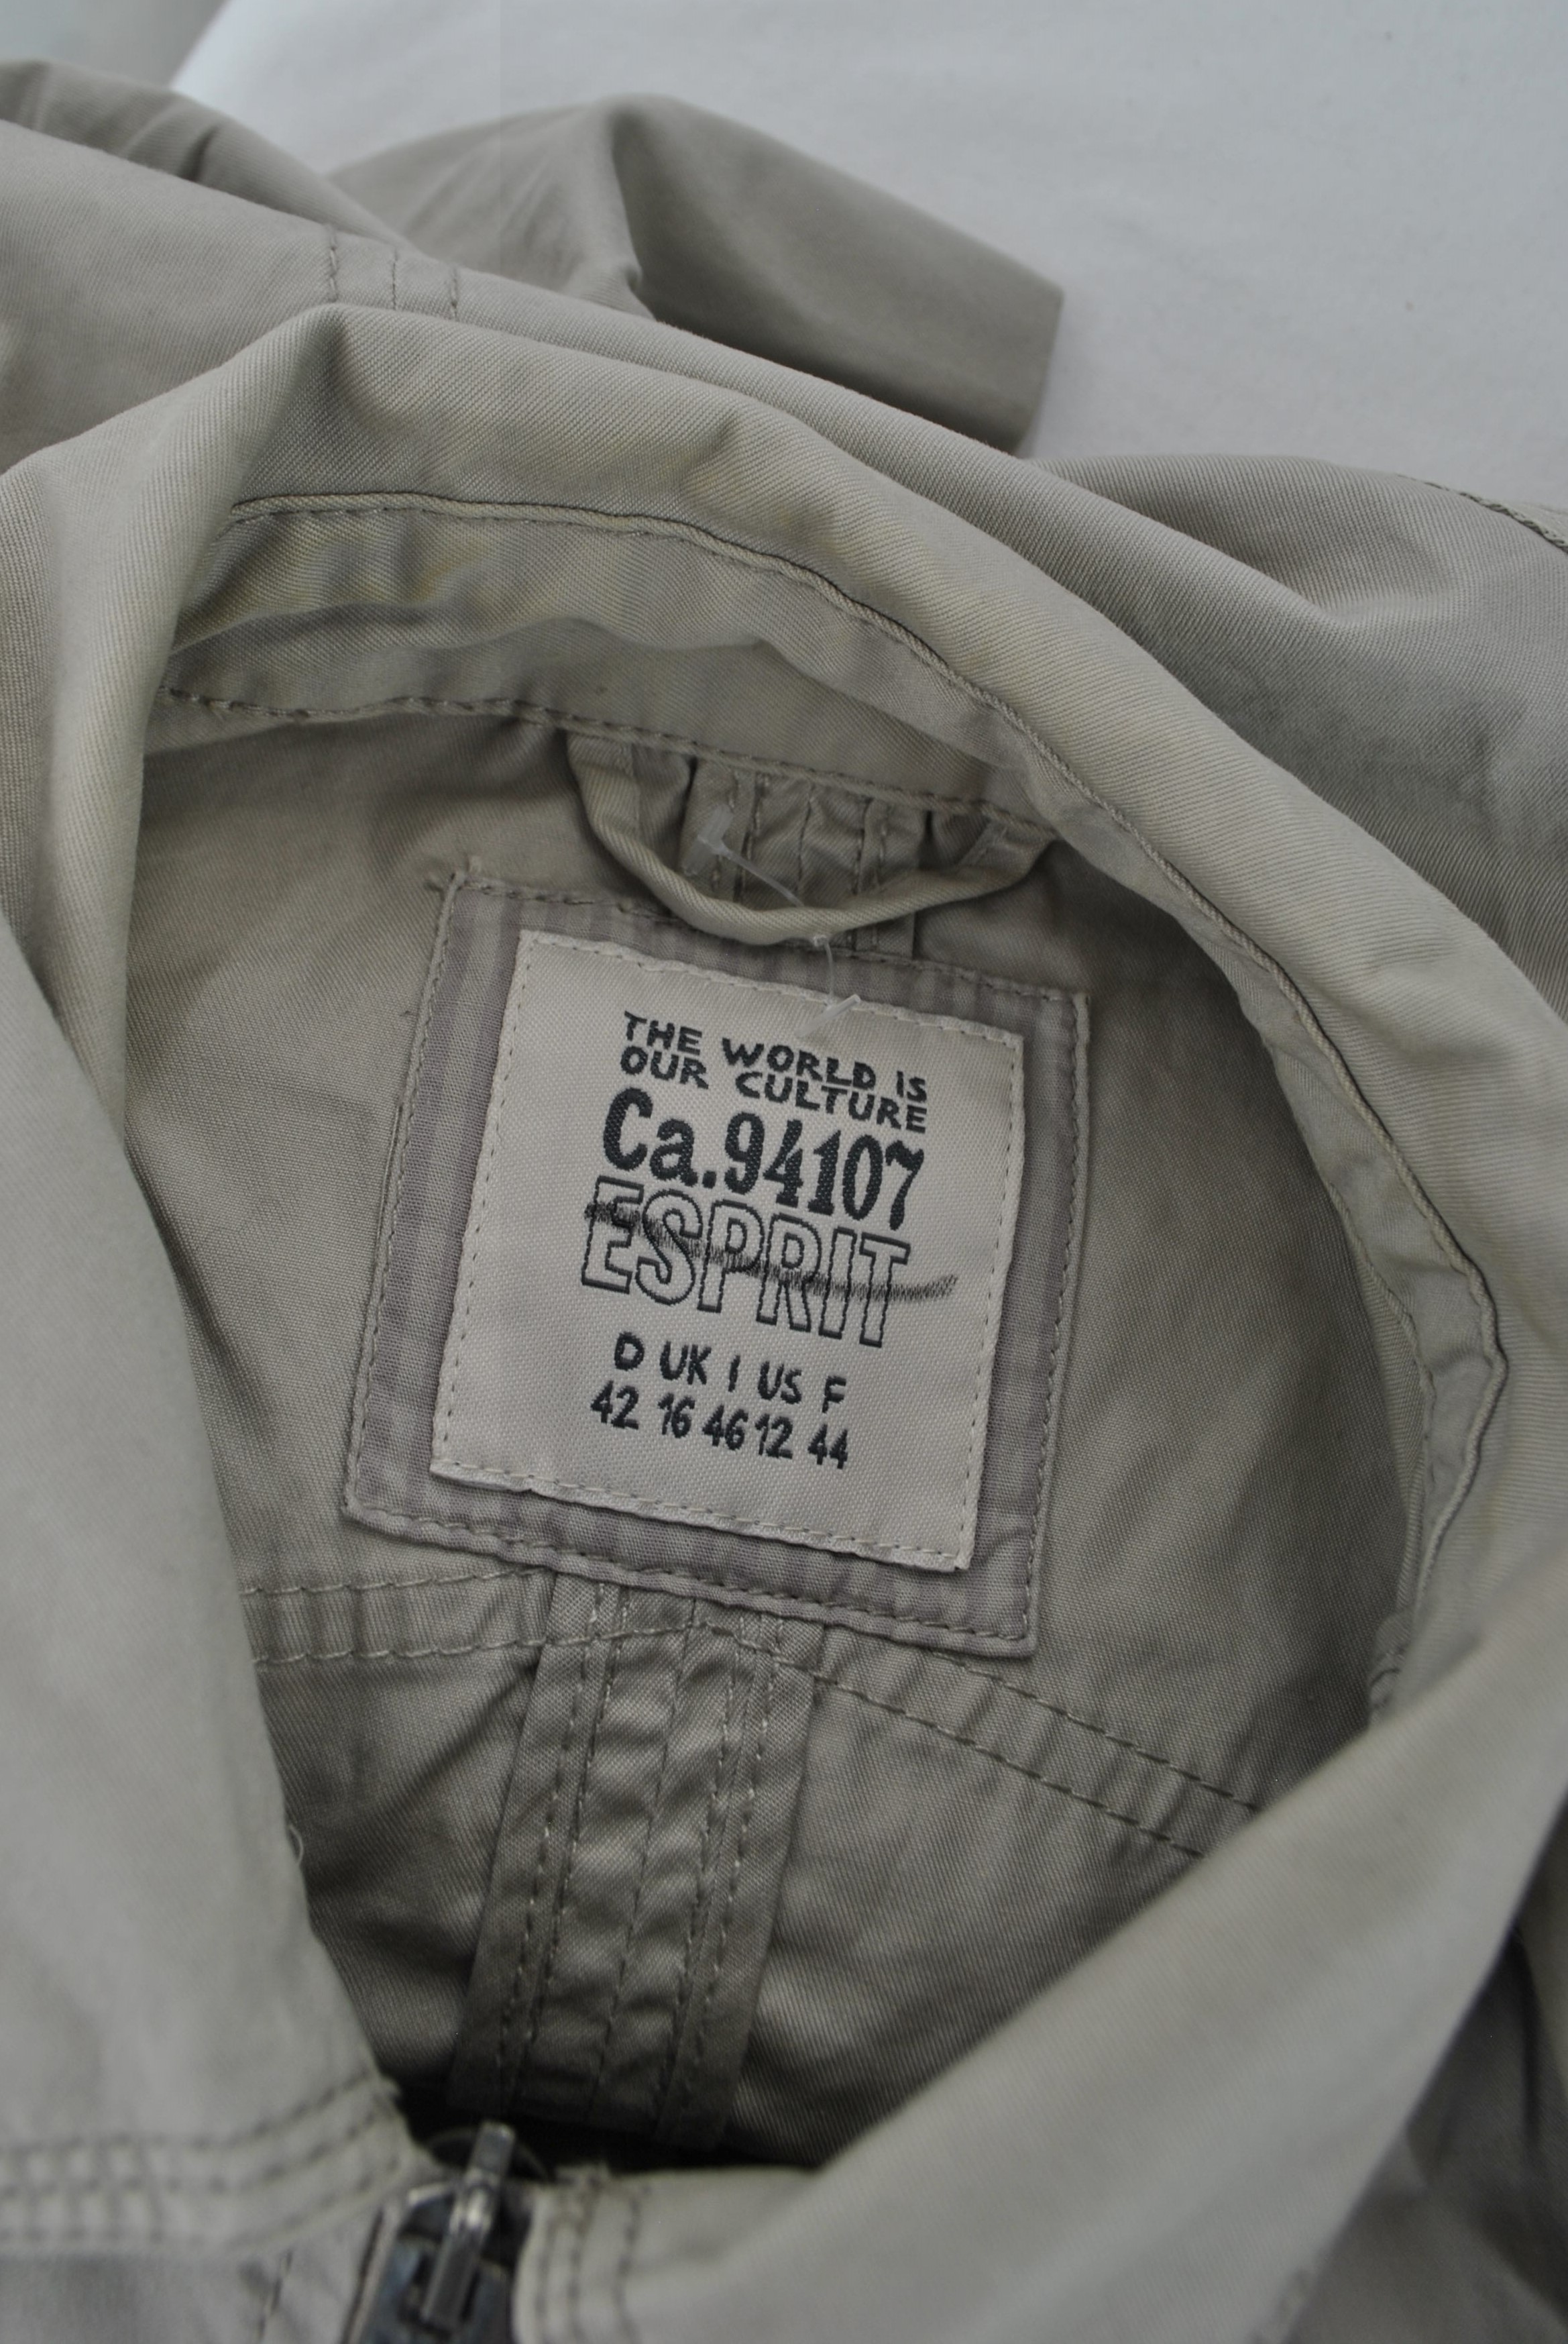 THE WORLD IS
OUR CULTURE
Ca.94107
ESPRIT
D UK I US F
42 16 46 12 44